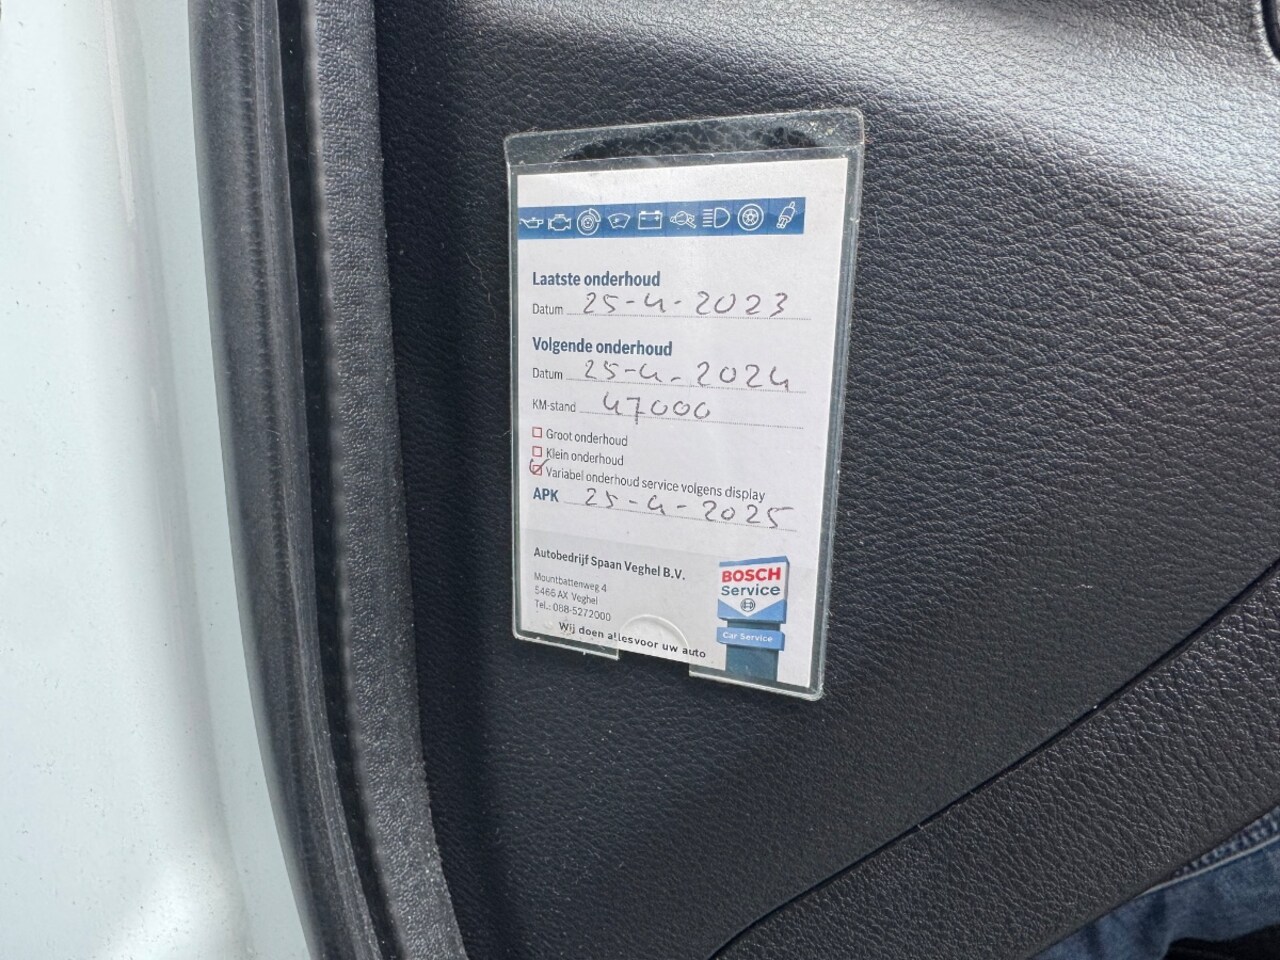 Laatste onderhoud
Datum 25-4-2023
Volgende onderhoud
Datum 25-4-2024
KM-stand 47000
Groot onderhoud
Klein onderhoud
Variabel onderhoud service volgens display
APK 25-4-2025
Autobedrijf Spaan Veghel B.V.
Mountbattenweg 4
5466 AX Veghel
Tel.: 088-5272000
Wij doen alles voor uw auto
BOSCH
Service
Car Service